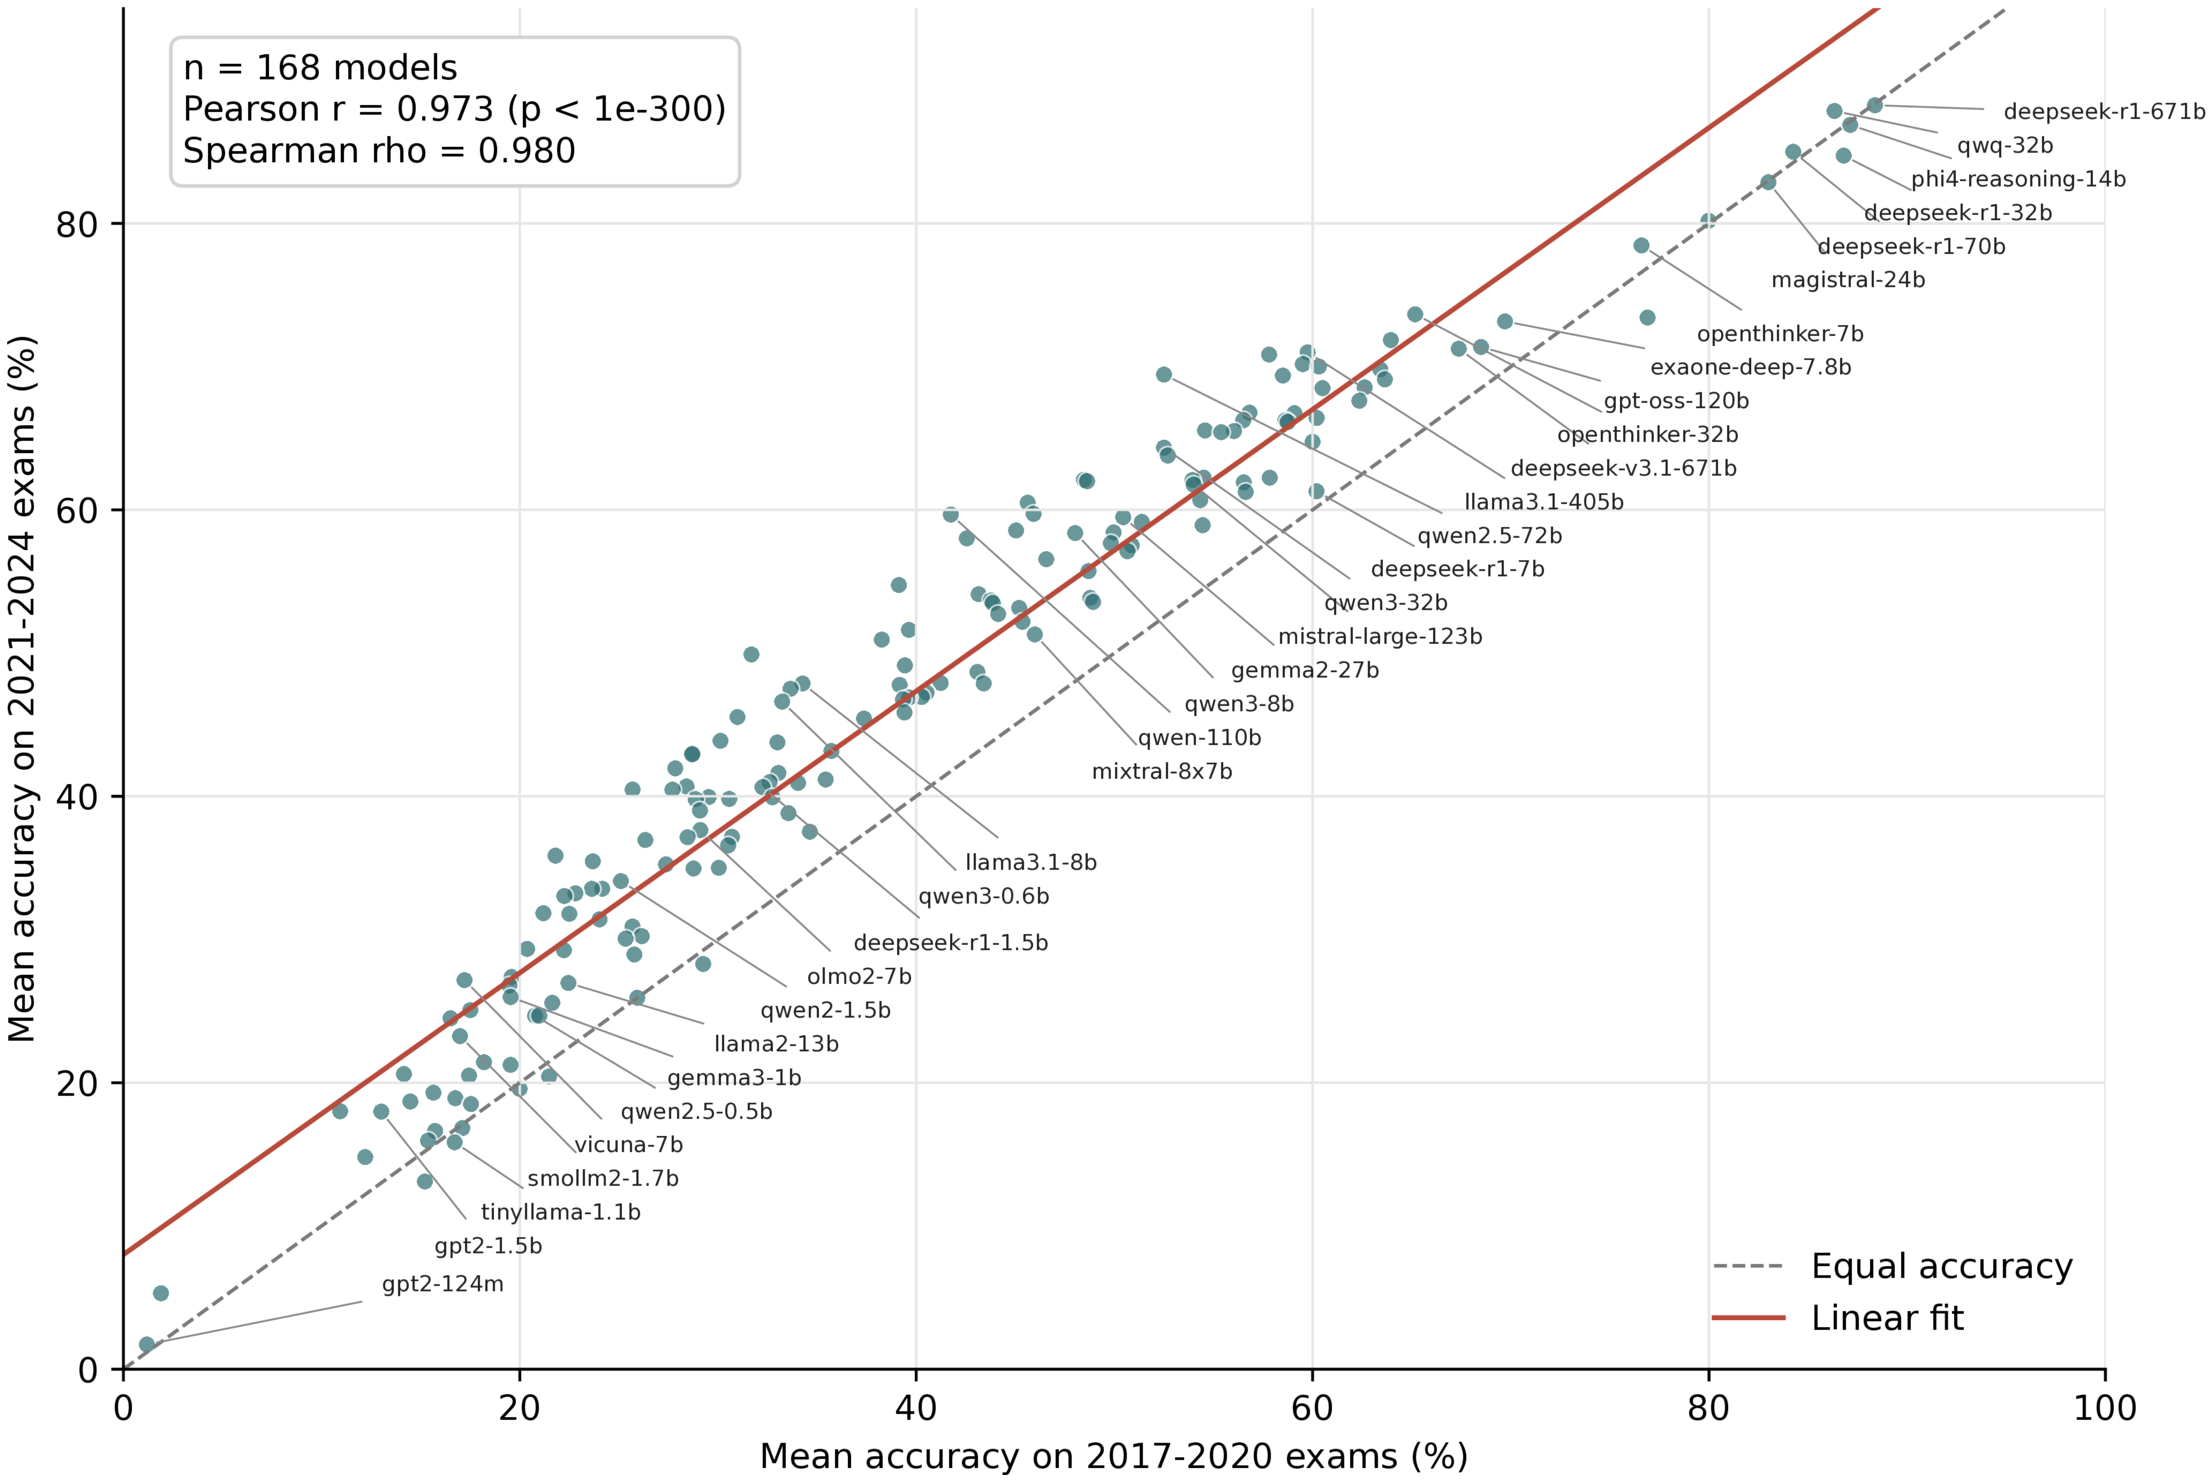 n = 168 models
Pearson r = 0.973 (p < 1e-300)
Spearman rho = 0.980
deepseek-r1-671b
qwq-32b
phi4-reasoning-14b
deepseek-r1-32b
deepseek-r1-70b
magistral-24b
openthinker-7b
exaone-deep-7.8b
gpt-oss-120b
openthinker-32b
deepseek-v3.1-671b
llama3.1-405b
qwen2.5-72b
deepseek-r1-7b
qwen3-32b
mistral-large-123b
gemma2-27b
qwen3-8b
qwen-110b
mixtral-8x7b
llama3.1-8b
qwen3-0.6b
deepseek-r1-1.5b
olmo2-7b
qwen2-1.5b
llama2-13b
gemma3-1b
qwen2.5-0.5b
vicuna-7b
smollm2-1.7b
tinyllama-1.1b
gpt2-1.5b
gpt2-124m
Equal accuracy
Linear fit
Mean accuracy on 2021-2024 exams (%)
80
60
40
20
0
0 20 40 60 80 100
Mean accuracy on 2017-2020 exams (%)